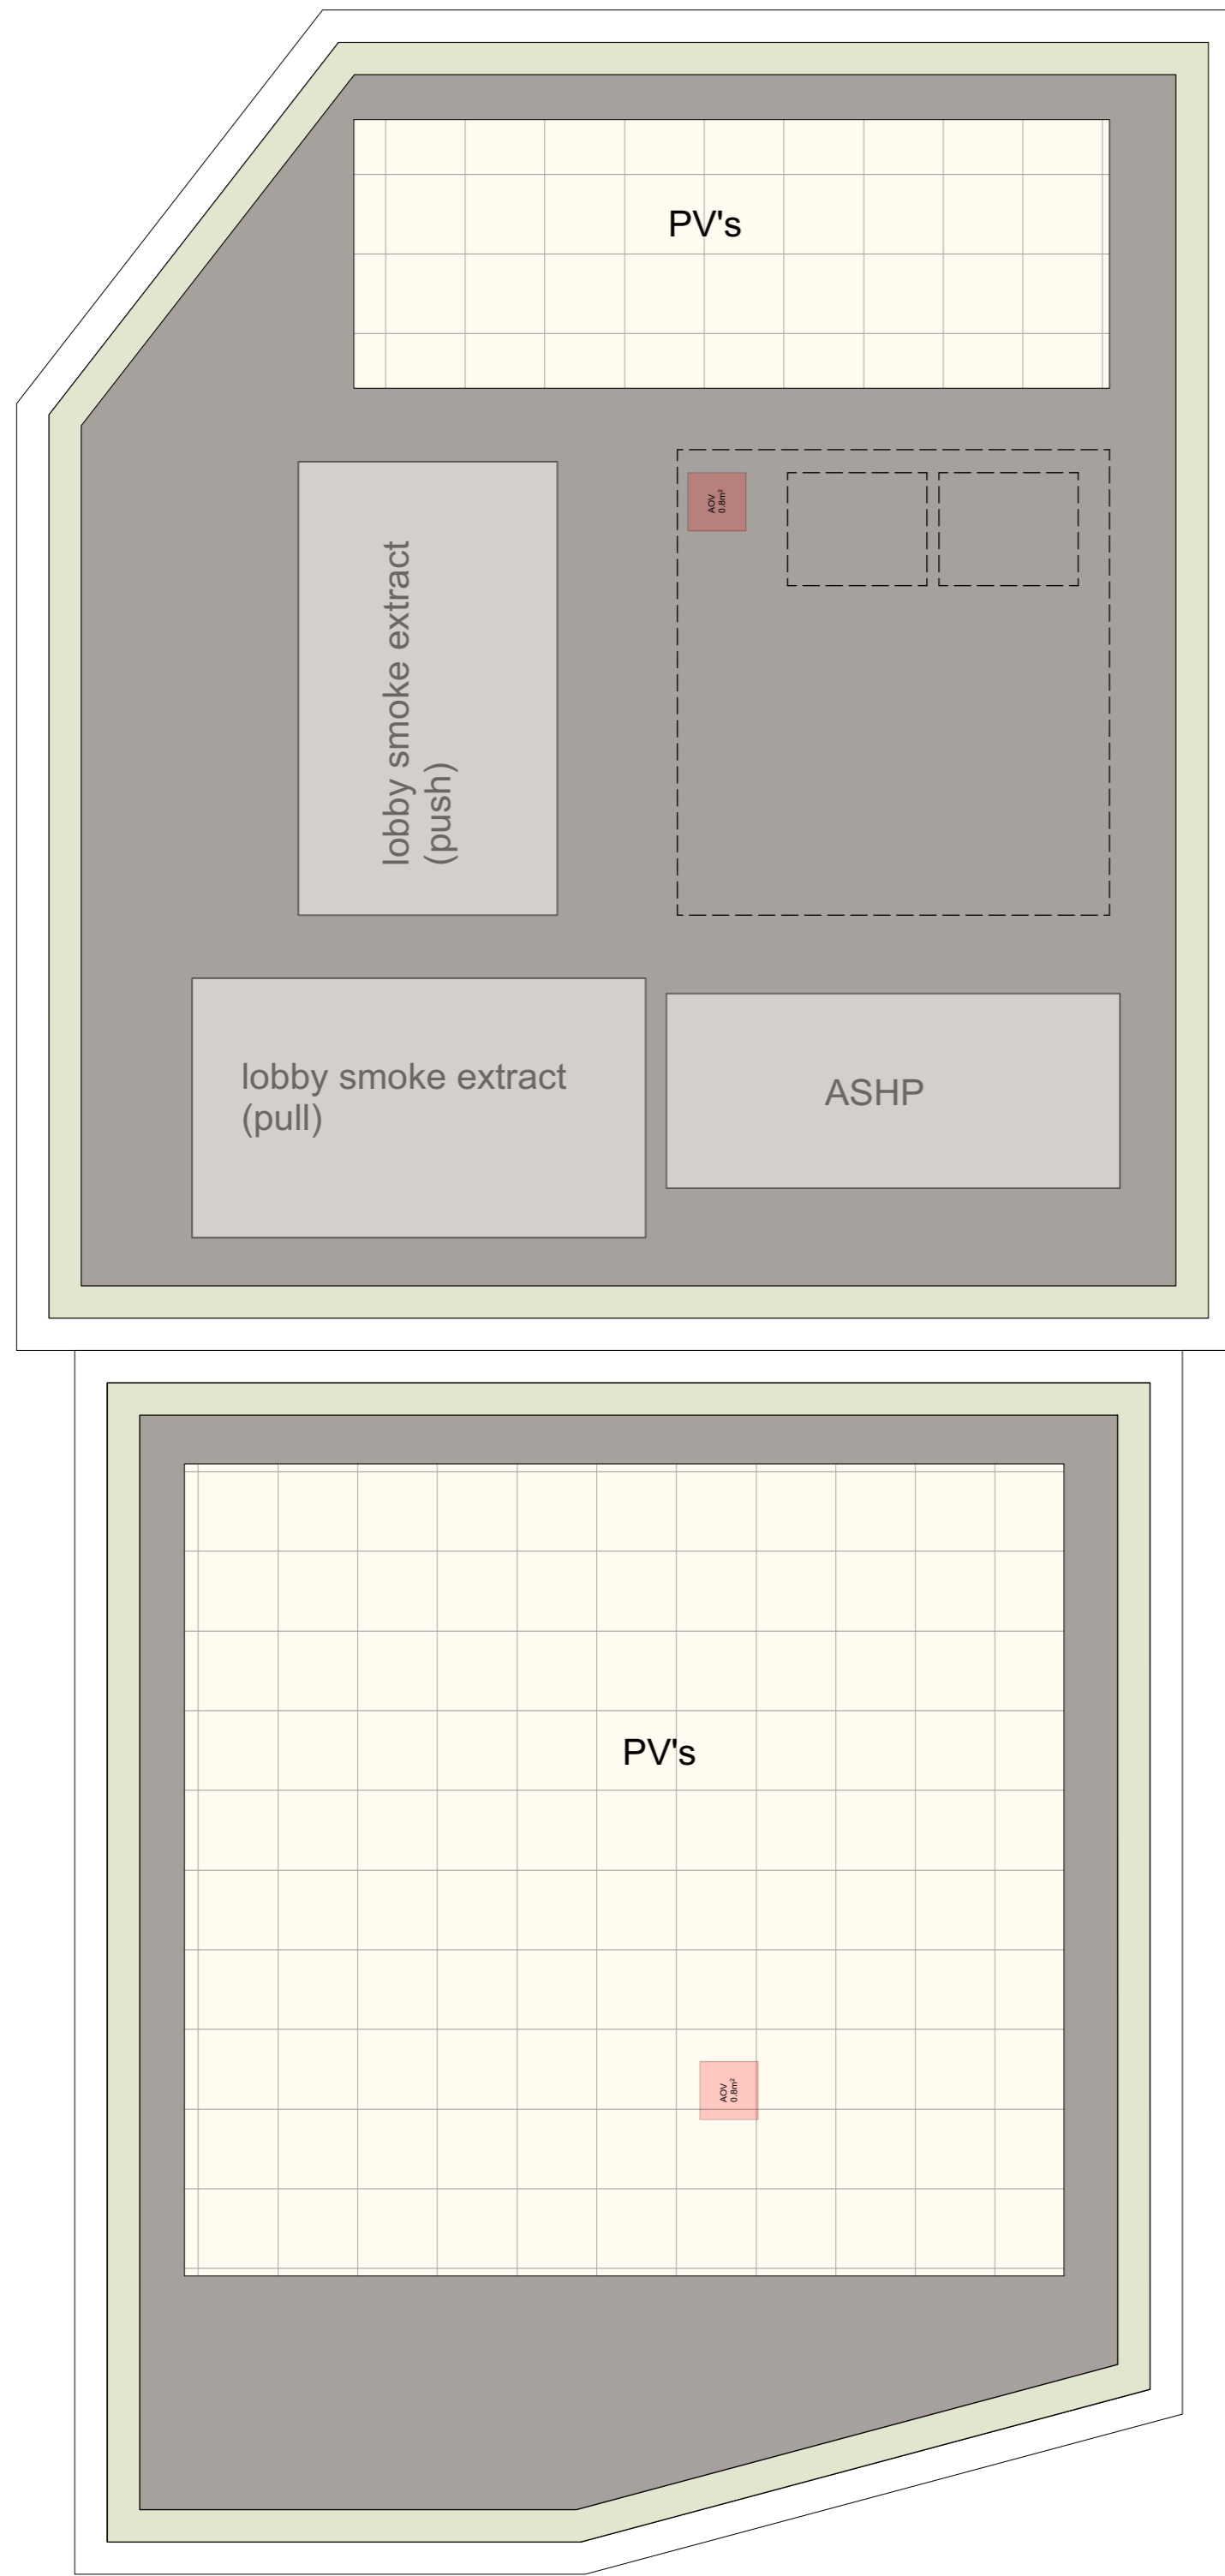 PV's
AOV
0.8m²
lobby smoke extract
(push)
lobby smoke extract
(pull)
ASHP
PV's
AOV
0.8m²